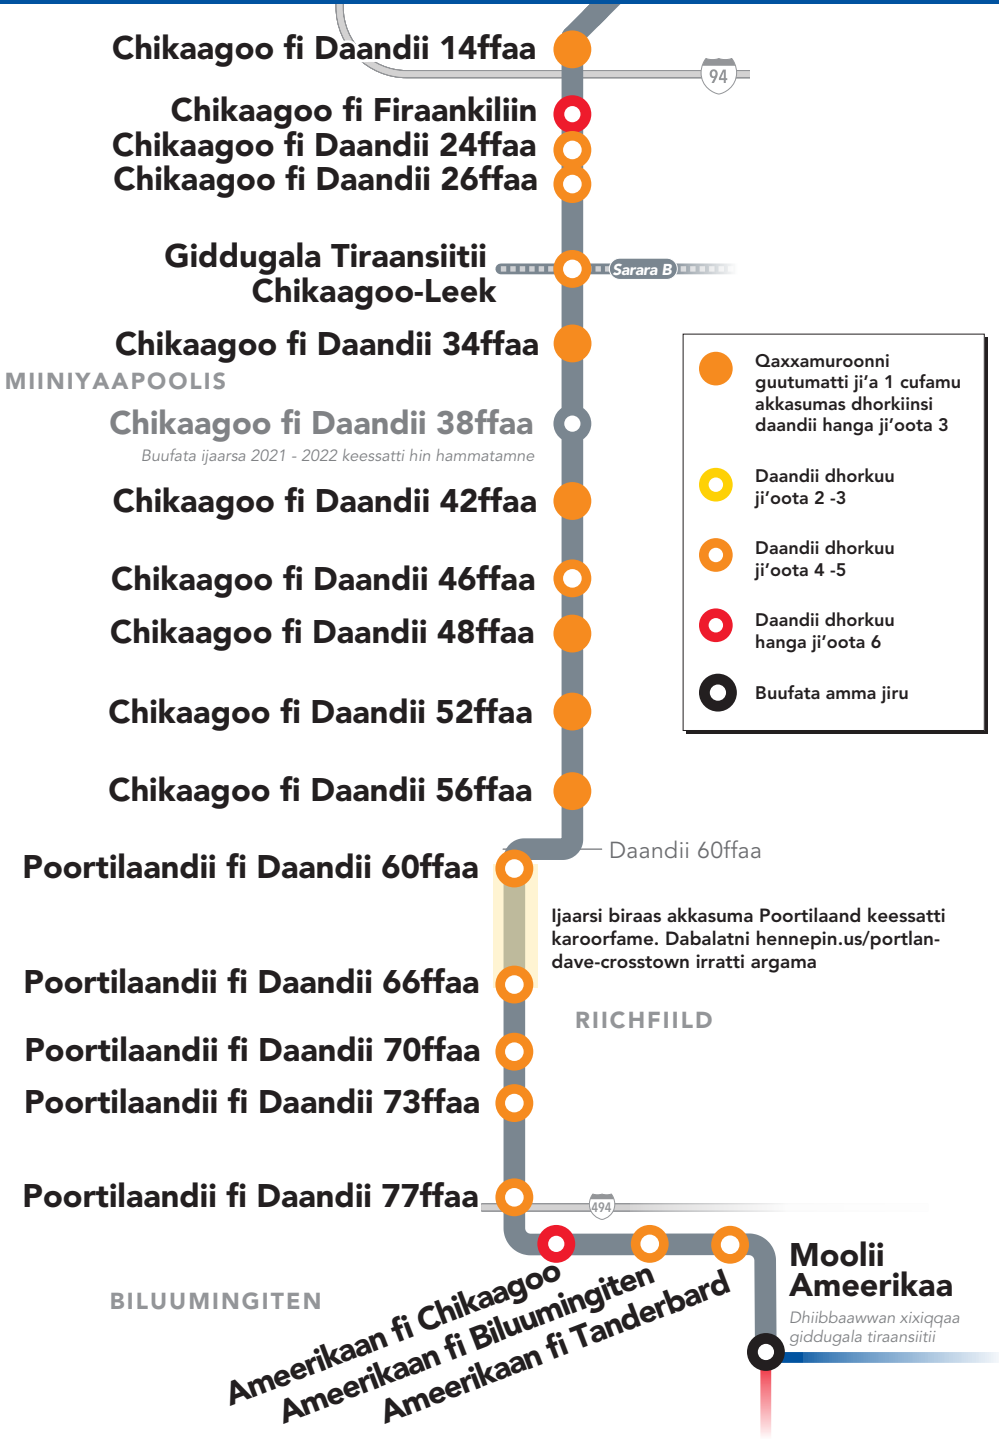 Chikaagoo fi Daandii 14ffaa
94
Chikaagoo fi Firaankiliin
Chikaagoo fi Daandii 24ffaa
Chikaagoo fi Daandii 26ffaa
Giddugala Tiraansiitii
Chikaagoo-Leek
Sarara B
Chikaagoo fi Daandii 34ffaa
MIINIYAAPOOLIS
Chikaagoo fi Daandii 38ffaa
Buufata ijaarsa 2021 - 2022 keessatti hin hammatamne
Chikaagoo fi Daandii 42ffaa
Chikaagoo fi Daandii 46ffaa
Chikaagoo fi Daandii 48ffaa
Chikaagoo fi Daandii 52ffaa
Chikaagoo fi Daandii 56ffaa
Qaxxamuroonni
guutumatti ji'a 1 cufamu
akkasumas dhorkiinsi
daandii hanga ji'oota 3
Daandii dhorkuu
ji'oota 2 -3
Daandii dhorkuu
ji'oota 4 -5
Daandii dhorkuu
hanga ji'oota 6
Buufata amma jiru
Daandii 60ffaa
Poortilaandii fi Daandii 60ffaa
Ijaarsi biraas akkasuma Poortilaand keessatti
karoorfame. Dabalatni hennepin.us/portlan-
dave-crosstown irratti argama
Poortilaandii fi Daandii 66ffaa
RIICHFIILD
Poortilaandii fi Daandii 70ffaa
Poortilaandii fi Daandii 73ffaa
Poortilaandii fi Daandii 77ffaa
494
Ameerikaan fi Chikaagoo
Ameerikaan fi Biluumingiten
Ameerikaan fi Tanderbard
BILUUMINGITEN
Moolii
Ameerikaa
Dhiibbaawwan xixiqqaa
giddugala tiraansiitii